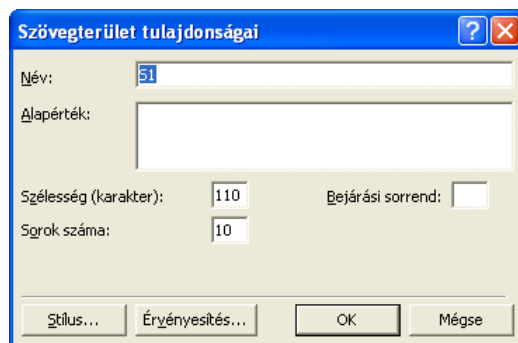 Szövegterület tulajdonságai
Név: S1
Alapérték:
Szélesség (karakter): 110 Bejárási sorrend:
Sorok száma: 10
Stílus... Érvényesítés... OK Mégse